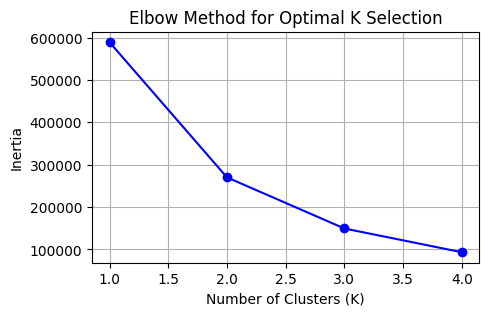 Elbow Method for Optimal K Selection
600000
500000
400000
300000
200000
100000
Inertia
1.0 1.5 2.0 2.5 3.0 3.5 4.0
Number of Clusters (K)